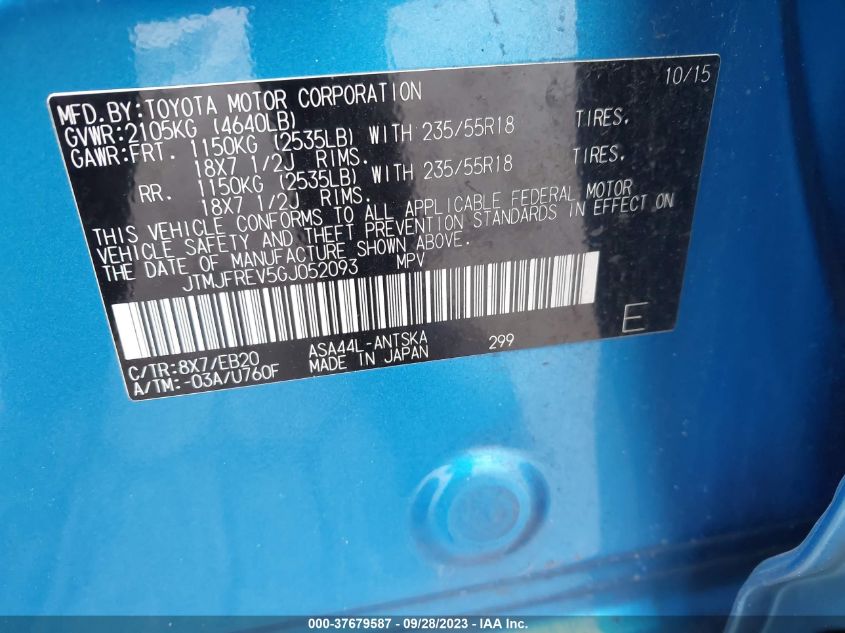 MFD.BY:TOYOTA MOTOR CORPORATION 10/15
GVWR:2105KG (4640LB)
GAWR:FRT. 1150KG (2535LB) WITH 235/55R18 TIRES.
18X7 1/2J RIMS.
RR. 1150KG (2535LB) WITH 235/55R18 TIRES.
18X7 1/2J RIMS.
THIS VEHICLE CONFORMS TO ALL APPLICABLE FEDERAL MOTOR
VEHICLE SAFETY AND THEFT PREVENTION STANDARDS IN EFFECT ON
THE DATE OF MANUFACTURE SHOWN ABOVE.
JTMJFREV5GJ052093 MPV
E
C/TR:8X7/EB20 ASA44L-ANTSKA 299
A/TM:-03A/U760F MADE IN JAPAN
000-37679587 - 09/28/2023 - IAA Inc.